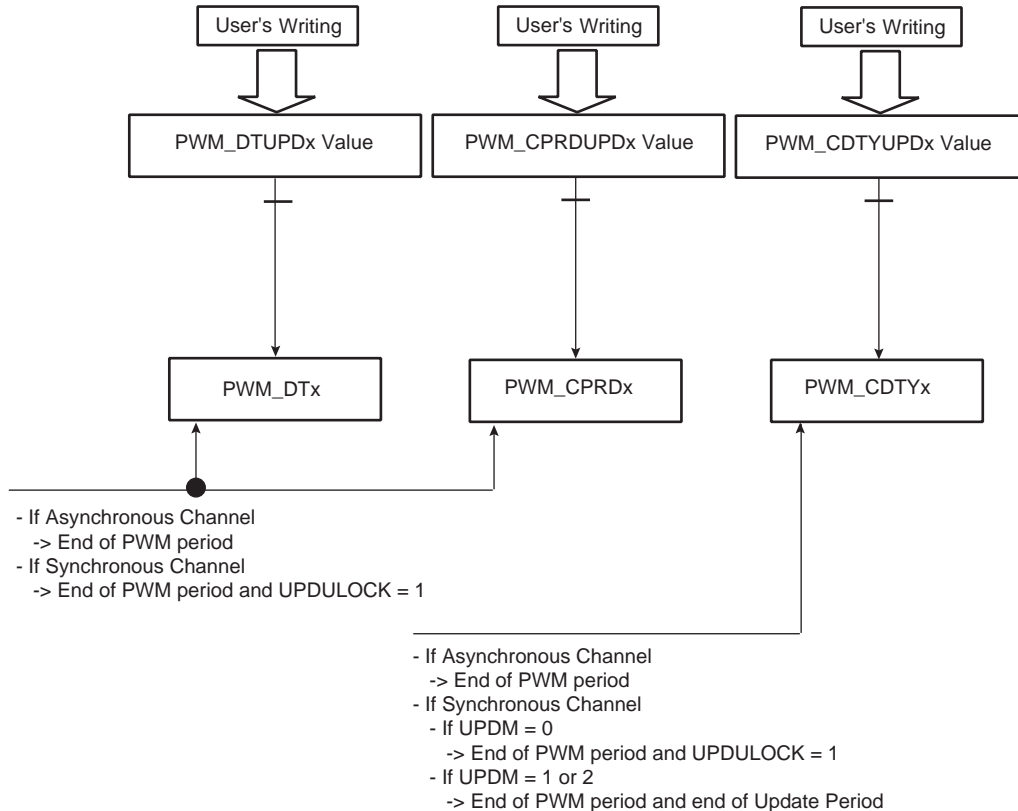 User's Writing
User's Writing
User's Writing
PWM_DTUPDx Value
PWM_CPRDUPDx Value
PWM_CDTYUPDx Value
PWM_DTx
PWM_CPRDx
PWM_CDTYx
- If Asynchronous Channel
-> End of PWM period
- If Synchronous Channel
-> End of PWM period and UPDULOCK = 1
- If Asynchronous Channel
-> End of PWM period
- If Synchronous Channel
- If UPDM = 0
-> End of PWM period and UPDULOCK = 1
- If UPDM = 1 or 2
-> End of PWM period and end of Update Period